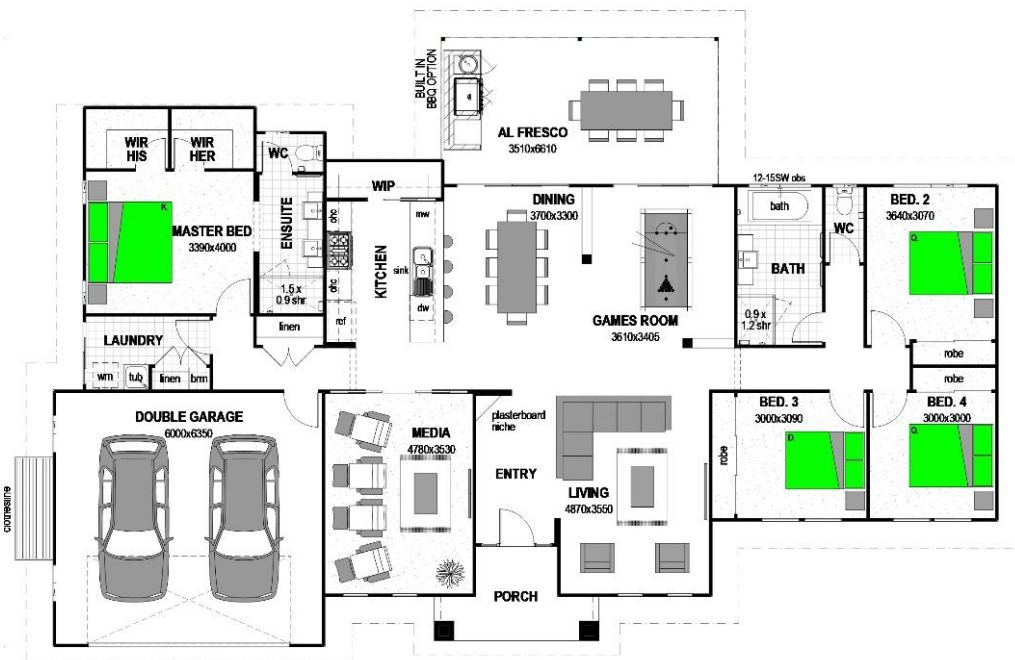 BUILT IN
BBQ OPTION
AL FRESCO
3510x6610
WIR
HIS
WIR
HER
WC
WIP
12-15SW obs
K.
MASTER BED
3390x4000
ENSUITE
1.5 x
0.9 shr
ohc
ohc
ref
KITCHEN
mw
sink
dw
DINING
3700x3300
GAMES ROOM
3610x3405
bath
BATH
0.9 x
1.2 shr
WC
BED. 2
3640x3070
Q.
robe
robe
LAUNDRY
wm
tub
linen
brm
linen
DOUBLE GARAGE
6000x6350
clothesline
MEDIA
4780x3530
plasterboard
niche
ENTRY
LIVING
4870x3550
PORCH
BED. 3
3000x3090
robe
D.
BED. 4
3000x3000
Q.